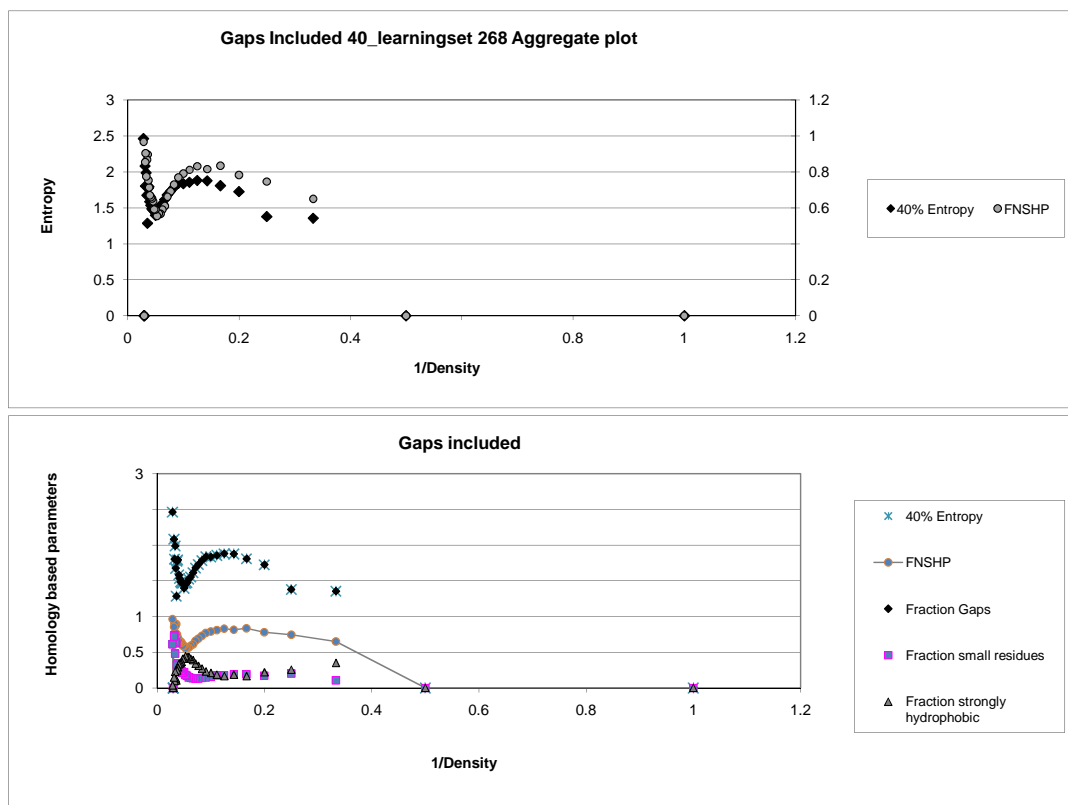 Gaps Included 40_learningset 268 Aggregate plot
3
2.5
2
1.5
1
0.5
0
1.2
1
0.8
0.6
0.4
0.2
0
Entropy
0
0.2
0.4
0.6
0.8
1
1.2
1/Density
40% Entropy
FNSHP
Gaps included
3
1
0.5
0
Homology based parameters
0
0.2
0.4
0.6
0.8
1
1.2
1/Density
40% Entropy
FNSHP
Fraction Gaps
Fraction small residues
Fraction strongly
hydrophobic